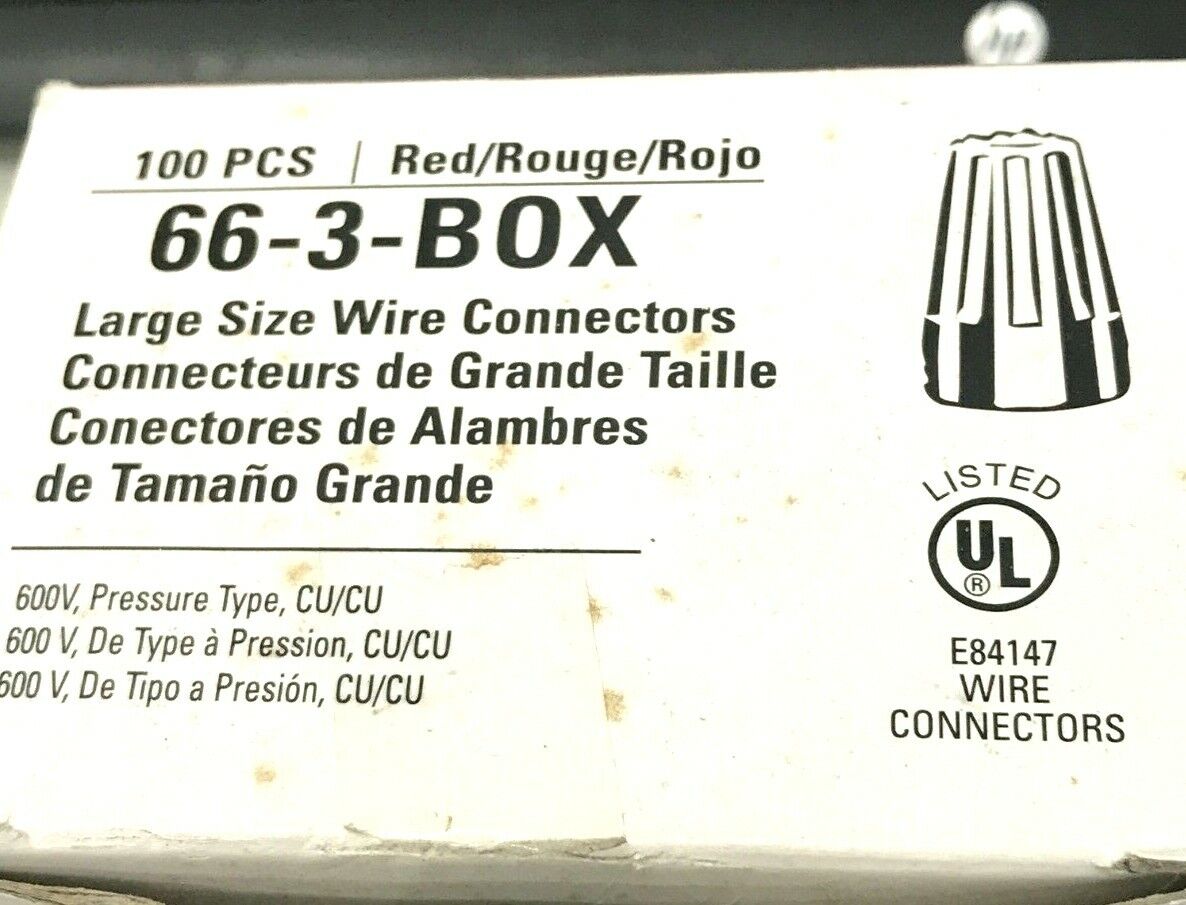 100 PCS | Red/Rouge/Rojo
66-3-BOX
Large Size Wire Connectors
Connecteurs de Grande Taille
Conectores de Alambres
de Tamaño Grande
600V, Pressure Type, CU/CU
600 V, De Type à Pression, CU/CU
600 V, De Tipo a Presión, CU/CU
LISTED
UL
®
E84147
WIRE
CONNECTORS